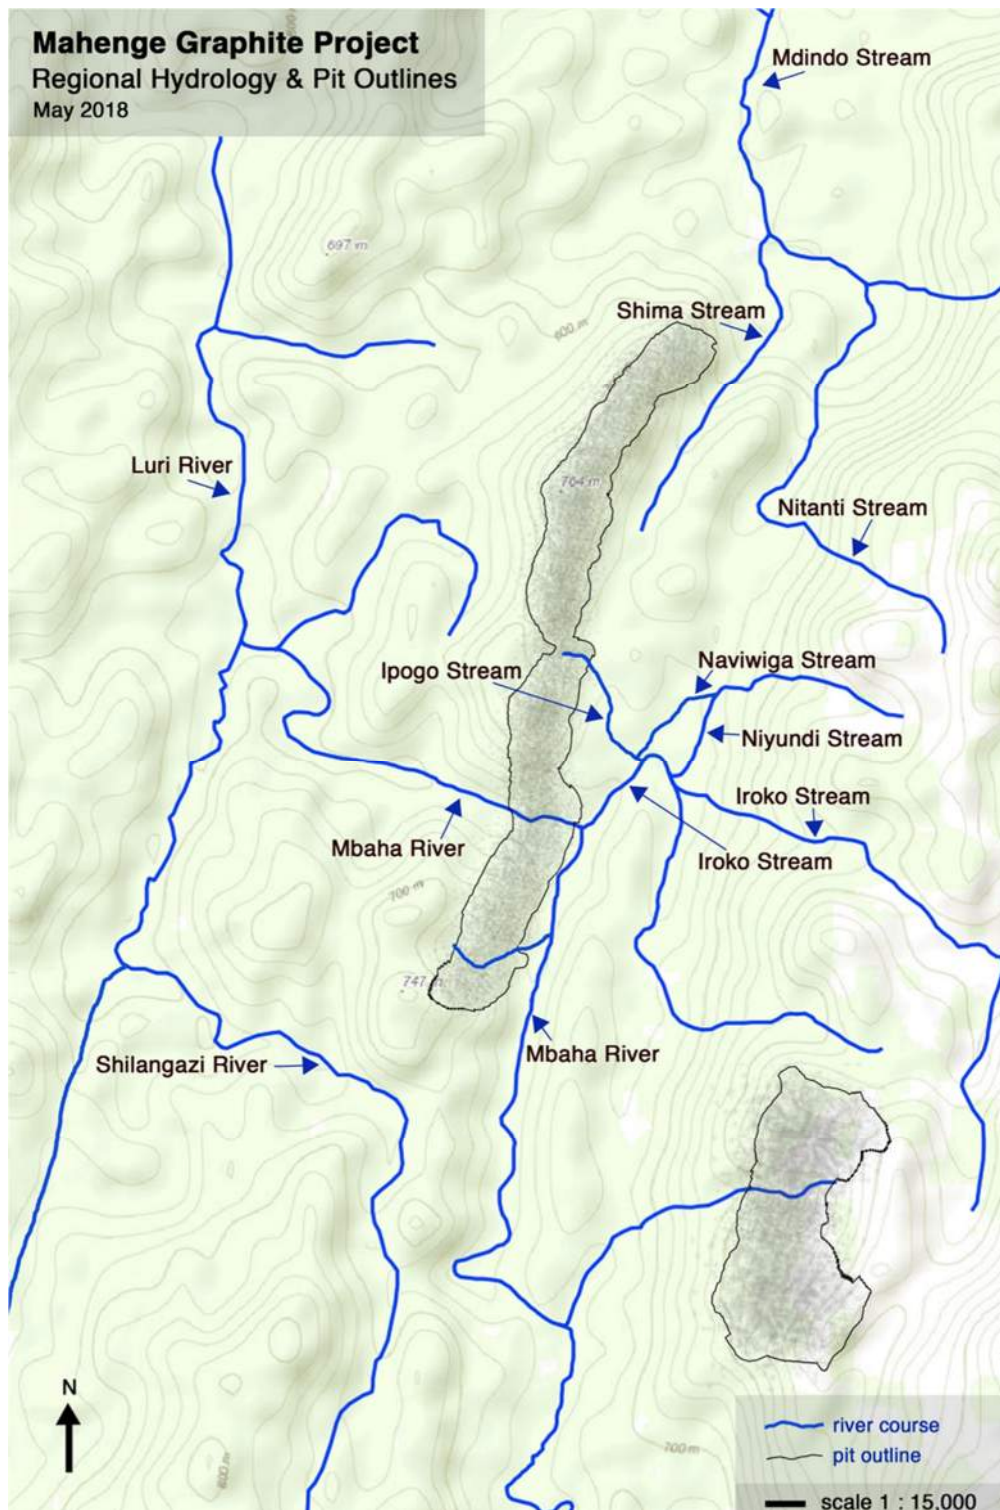 Mahenge Graphite Project
Regional Hydrology & Pit Outlines
May 2018
Mdindo Stream
697 m
Shima Stream
600 m
Luri River
764 m
Nitanti Stream
Ipogo Stream
Naviwiga Stream
Niyundi Stream
Iroko Stream
Mbaha River
Iroko Stream
700 m
747 m
Mbaha River
Shilangazi River
N
river course
700 m
pit outline
600 m
scale 1 : 15,000